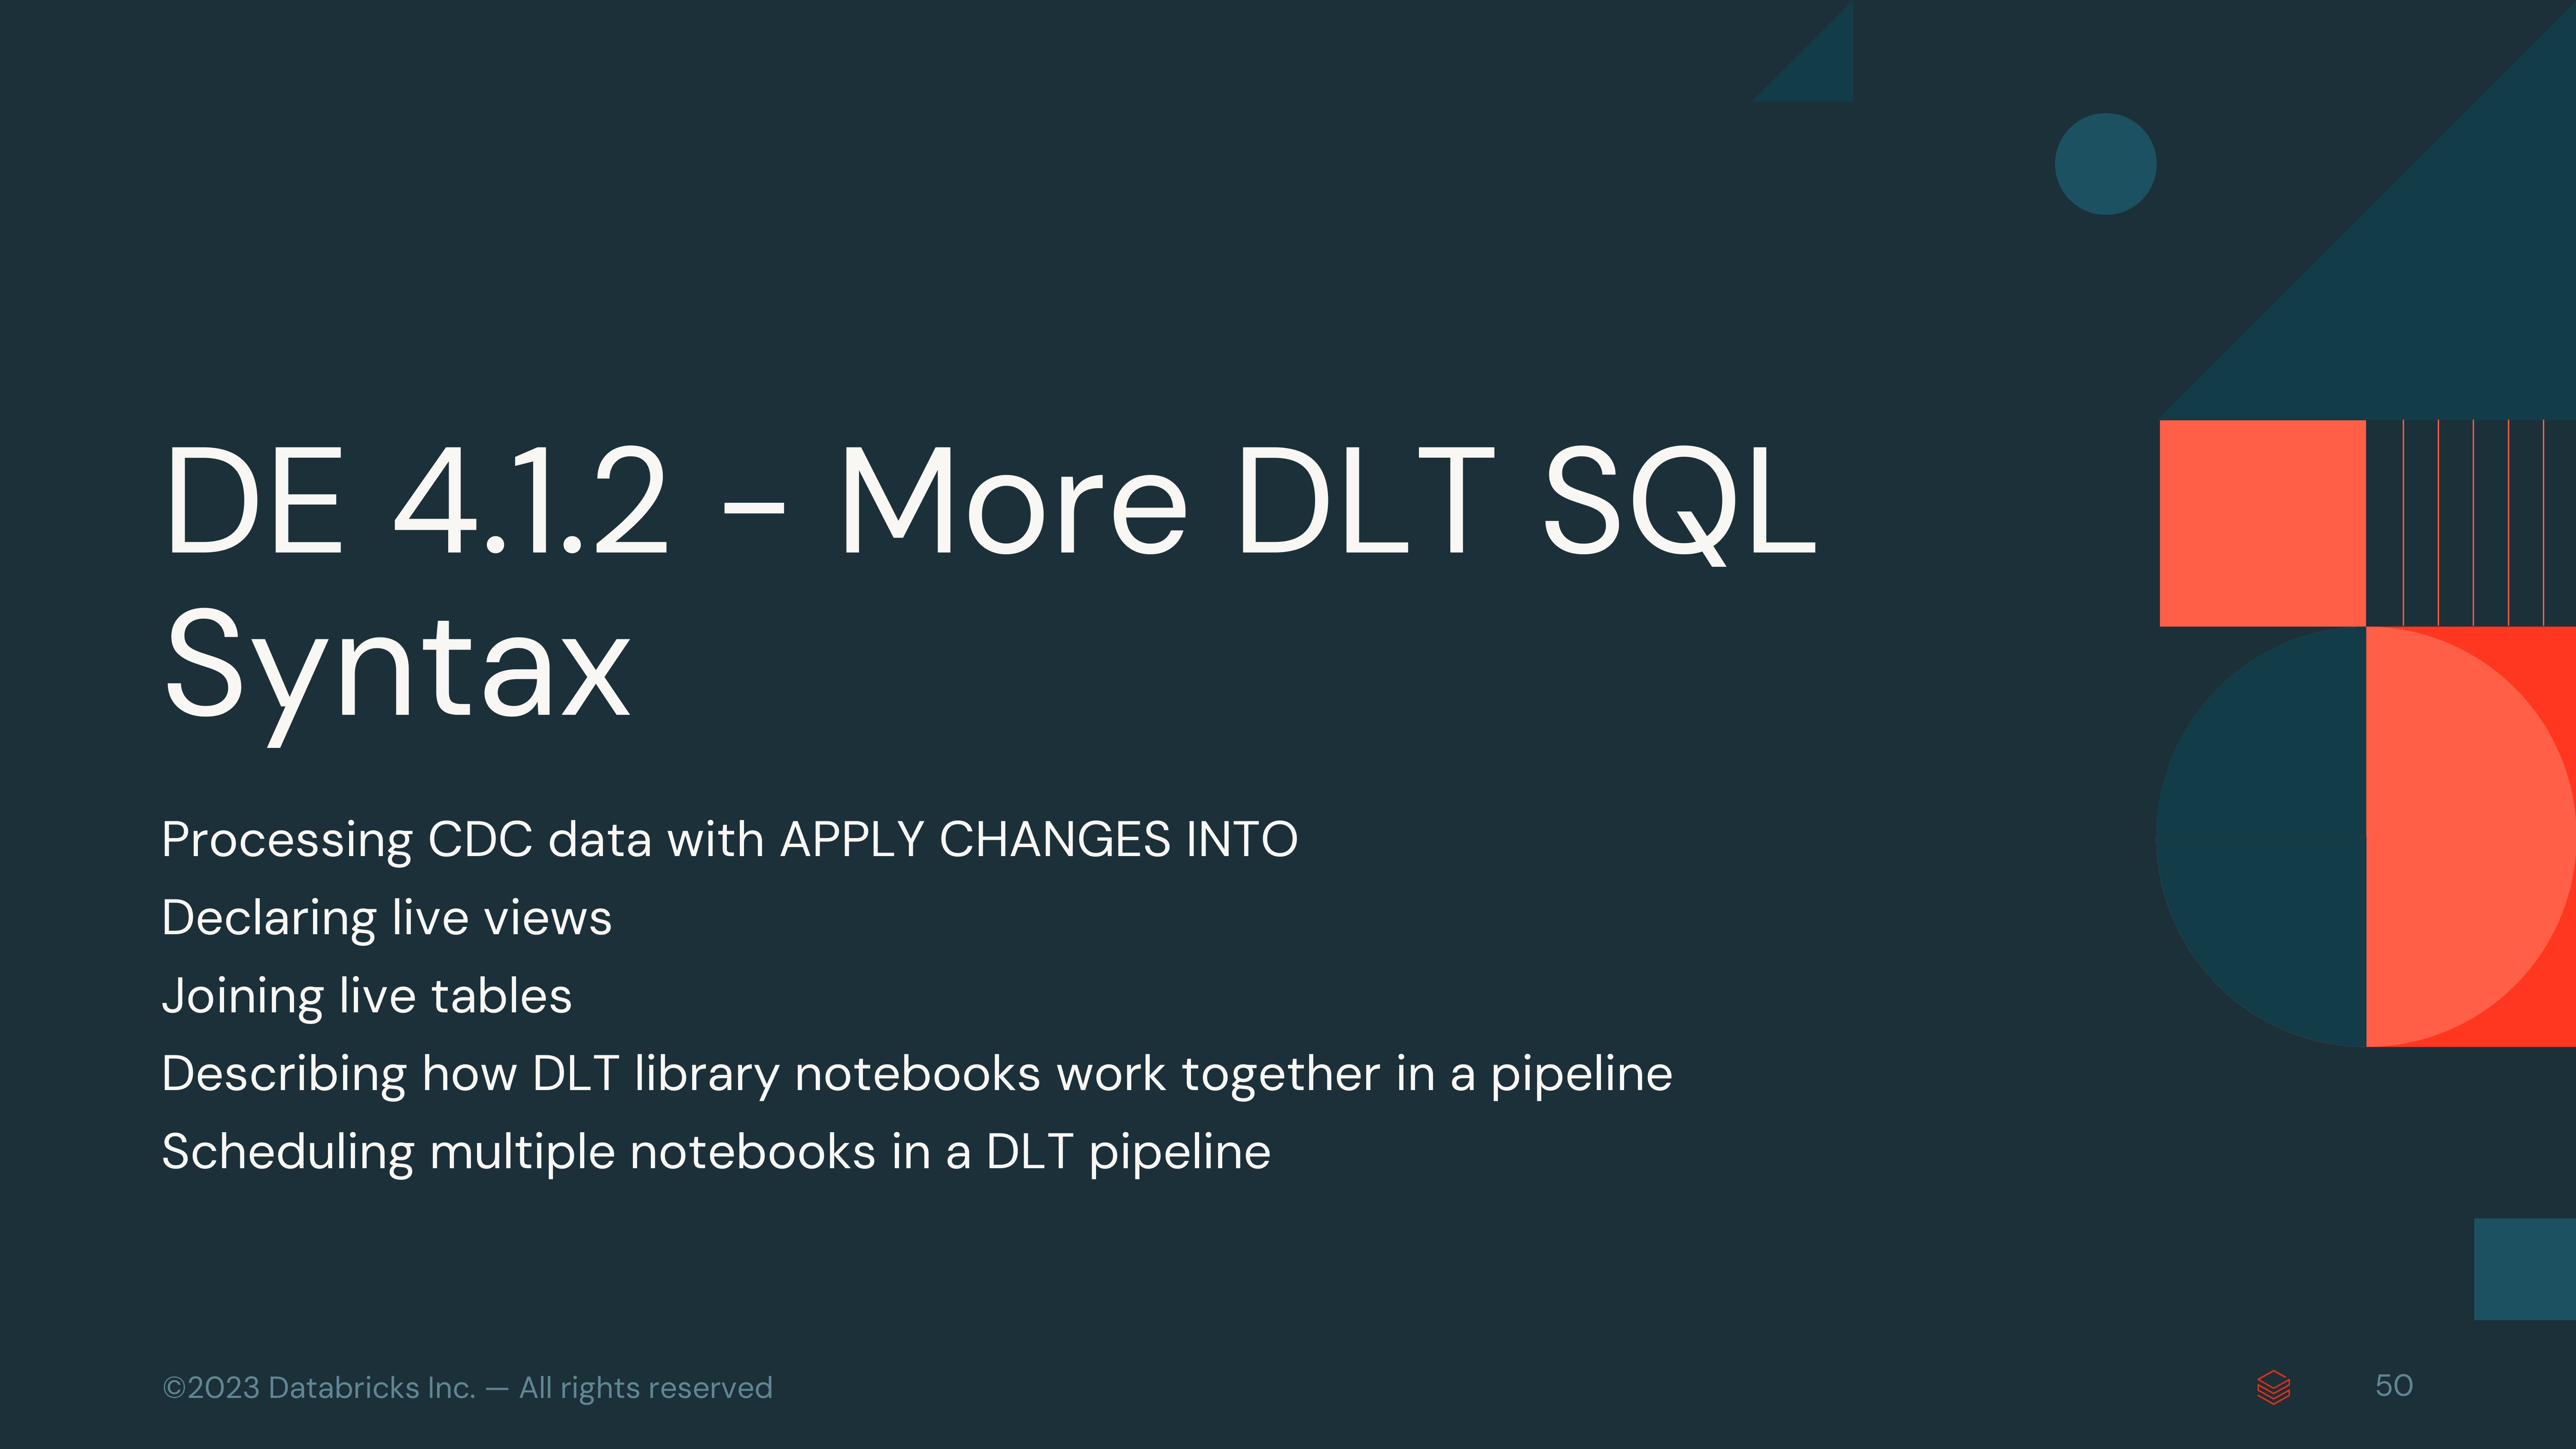 DE 4.1.2 - More DLT SQL
Syntax
Processing CDC data with APPLY CHANGES INTO
Declaring live views
Joining live tables
Describing how DLT library notebooks work together in a pipeline
Scheduling multiple notebooks in a DLT pipeline
©2023 Databricks Inc. — All rights reserved
50